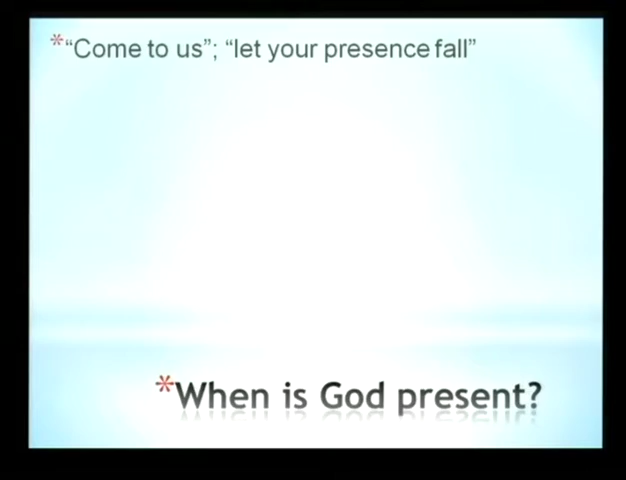 *“Come to us”; “let your presence fall”
*When is God present?